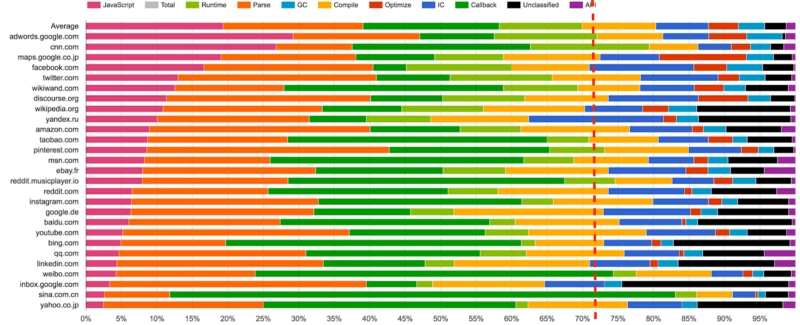 JavaScript Total Runtime Parse GC Compile Optimize IC Callback Unclassified API
Average
adwords.google.com
cnn.com
maps.google.co.jp
facebook.com
twitter.com
wikiwand.com
discourse.org
wikipedia.org
yandex.ru
amazon.com
taobao.com
pinterest.com
msn.com
ebay.fr
reddit.musicplayer.io
reddit.com
instagram.com
google.de
baidu.com
youtube.com
bing.com
qq.com
linkedin.com
weibo.com
inbox.google.com
sina.com.cn
yahoo.co.jp
0% 5% 10% 15% 20% 25% 30% 35% 40% 45% 50% 55% 60% 65% 70% 75% 80% 85% 90% 95%